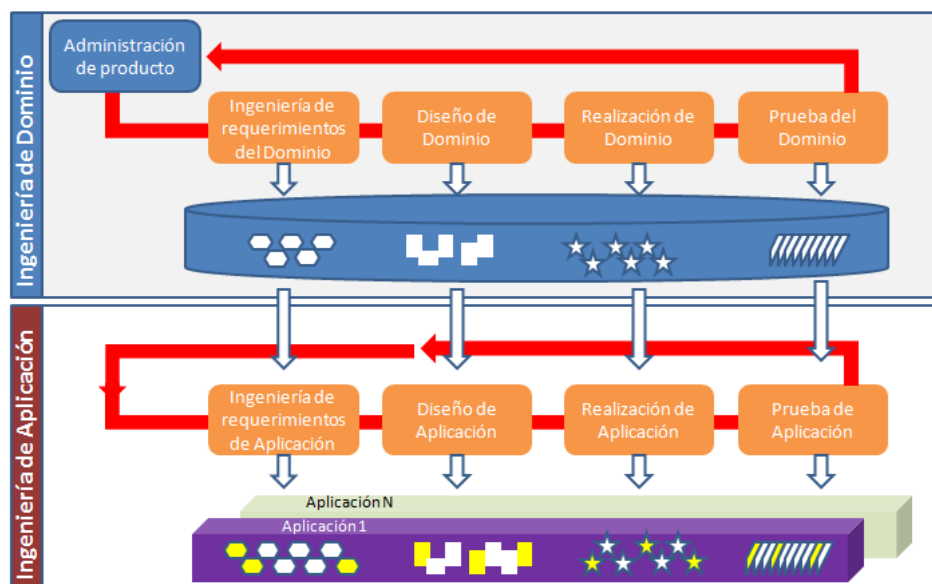 Ingeniería de Dominio
Administración
de producto
Ingeniería de
requerimientos
del Dominio
Diseño de
Dominio
Realización de
Dominio
Prueba del
Dominio
Ingeniería de Aplicación
Ingeniería de
requerimientos
de Aplicación
Diseño de
Aplicación
Realización de
Aplicación
Prueba de
Aplicación
Aplicación N
Aplicación 1